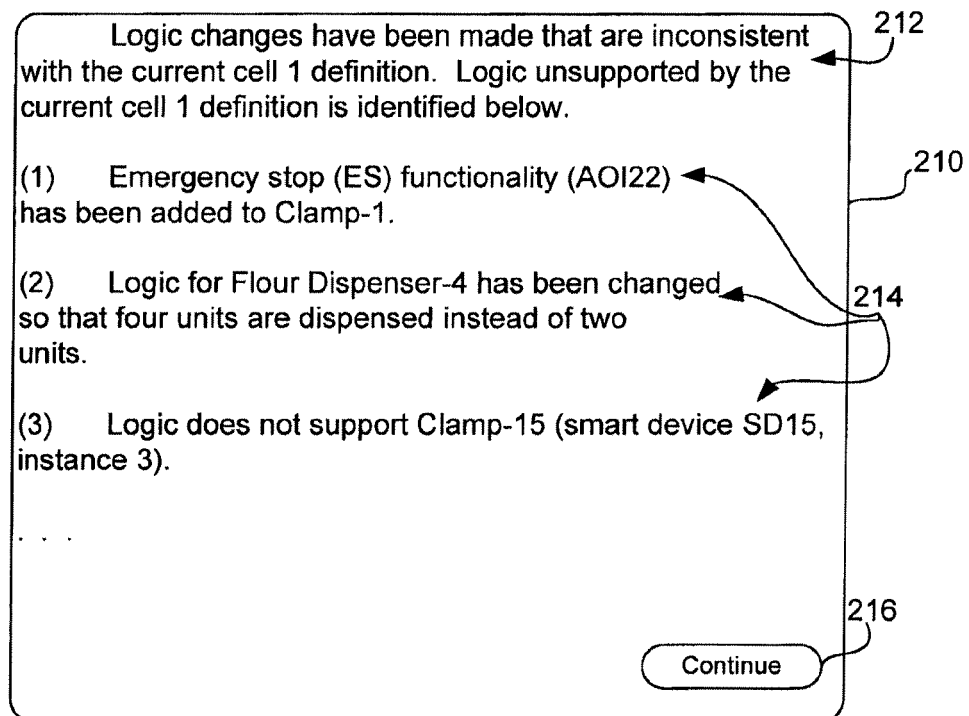 Logic changes have been made that are inconsistent
with the current cell 1 definition. Logic unsupported by the
current cell 1 definition is identified below.
(1) Emergency stop (ES) functionality (AOI22)
has been added to Clamp-1.
(2) Logic for Flour Dispenser-4 has been changed
so that four units are dispensed instead of two
units.
(3) Logic does not support Clamp-15 (smart device SD15,
instance 3).
. . .
Continue
212
210
214
216